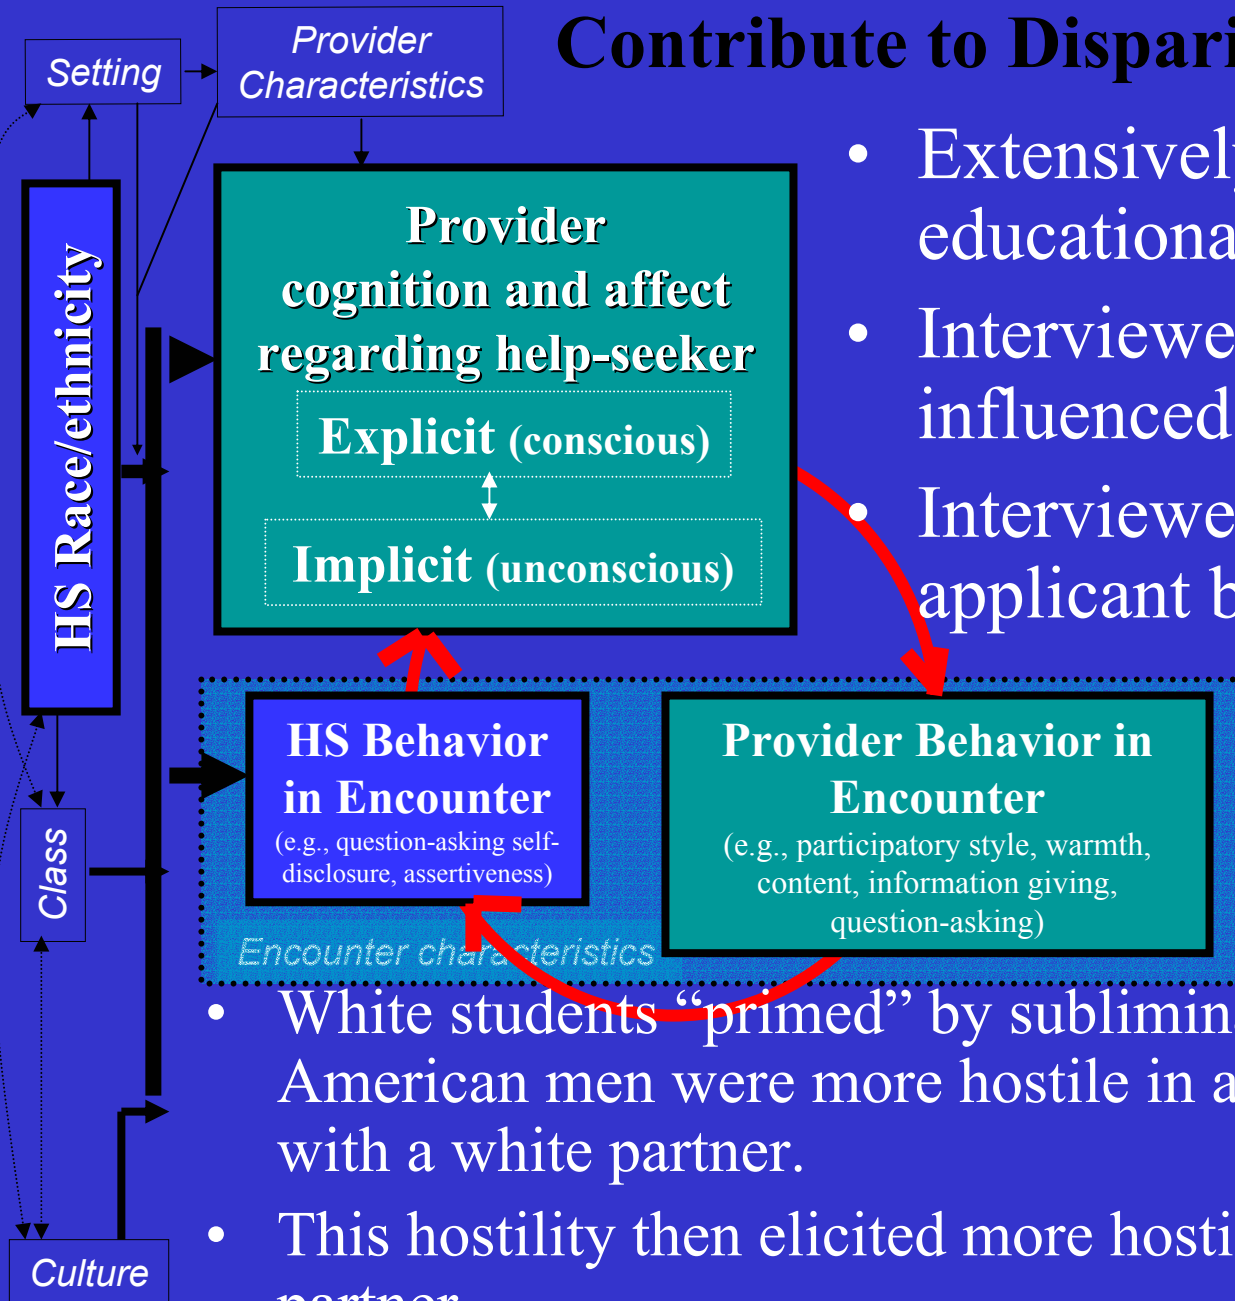 Contribute to Dispari
Setting
Provider
Characteristics
HS Race/ethnicity
Provider
cognition and affect
regarding help-seeker
Explicit (conscious)
Implicit (unconscious)
• Extensively
educationa
• Interviewe
influenced
• Interviewe
applicant b
HS Behavior
in Encounter
(e.g., question-asking self-
disclosure, assertiveness)
Provider Behavior in
Encounter
(e.g., participatory style, warmth,
content, information giving,
question-asking)
Encounter characteristics
Class
Culture
• White students “primed” by sublimina
American men were more hostile in a
with a white partner.
• This hostility then elicited more hosti
partner